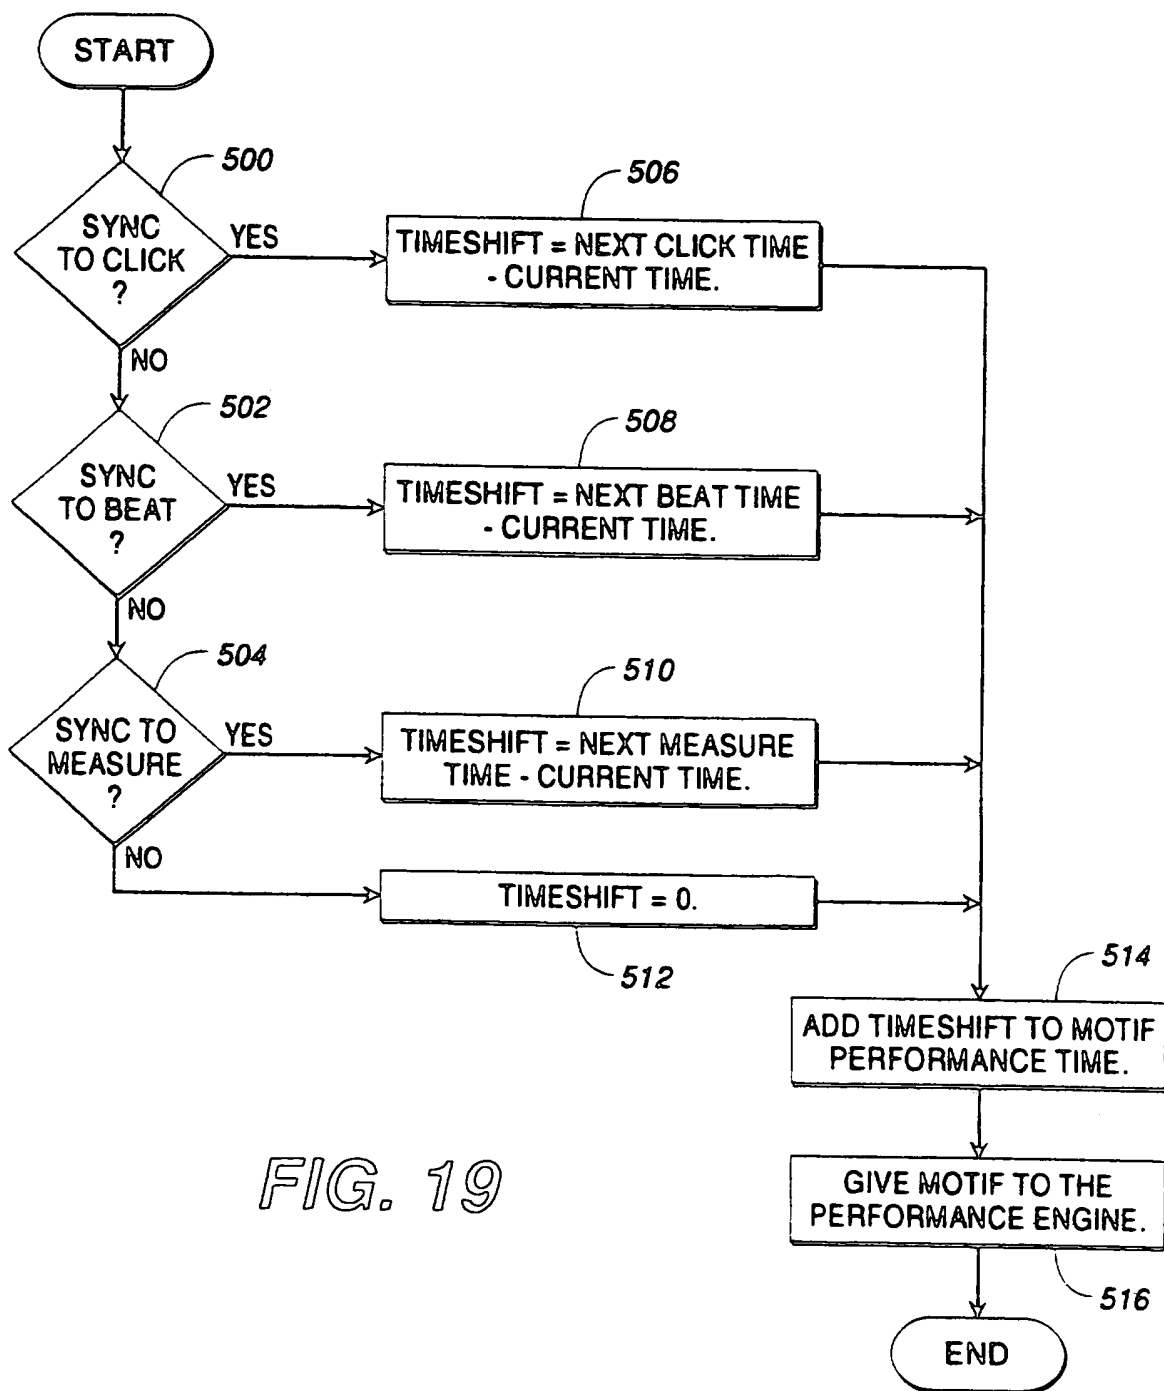 START
500
SYNC
TO CLICK
?
YES
506
TIMESHIFT = NEXT CLICK TIME
- CURRENT TIME.
NO
502
SYNC
TO BEAT
?
YES
508
TIMESHIFT = NEXT BEAT TIME
- CURRENT TIME.
NO
504
SYNC TO
MEASURE
?
YES
510
TIMESHIFT = NEXT MEASURE
TIME - CURRENT TIME.
NO
TIMESHIFT = 0.
512
514
ADD TIMESHIFT TO MOTIF
PERFORMANCE TIME.
GIVE MOTIF TO THE
PERFORMANCE ENGINE.
516
END
FIG. 19